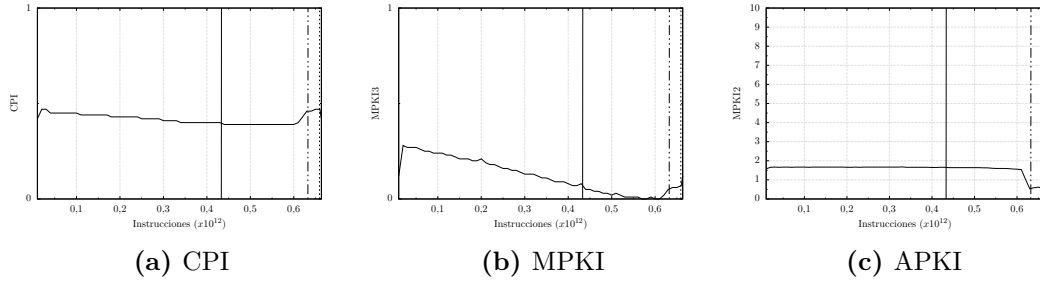 1
CPI
0
0.1 0.2 0.3 0.4 0.5 0.6
Instrucciones (x10^12)
(a) CPI
1
MPKI3
0
0.1 0.2 0.3 0.4 0.5 0.6
Instrucciones (x10^12)
(b) MPKI
10
9
8
7
6
5
4
3
2
1
0
MPKI2
0.1 0.2 0.3 0.4 0.5 0.6
Instrucciones (x10^12)
(c) APKI